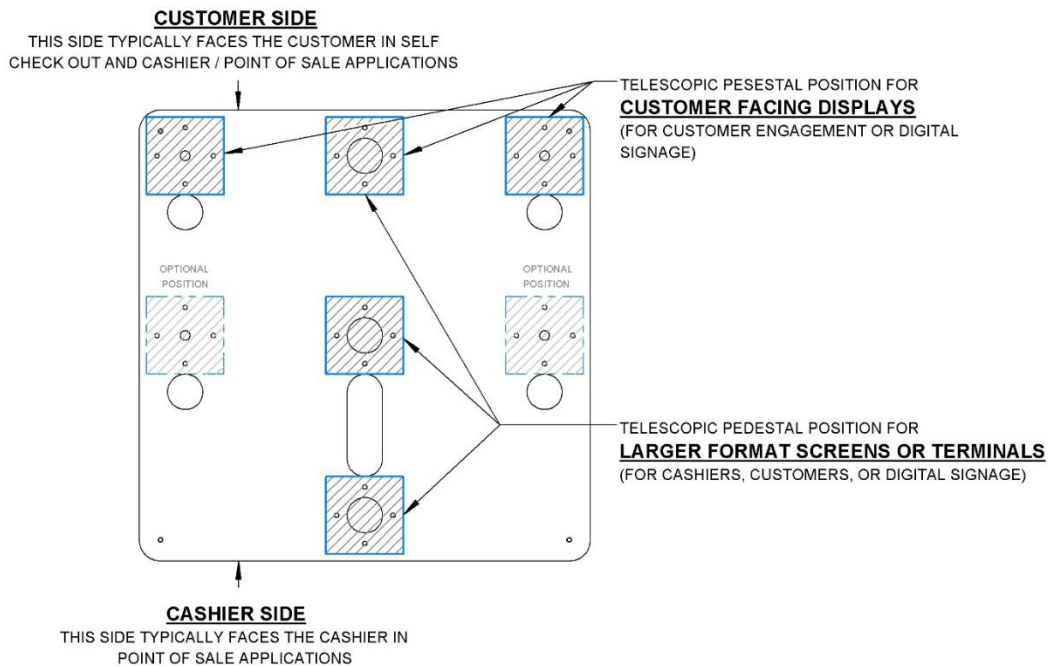 CUSTOMER SIDE
THIS SIDE TYPICALLY FACES THE CUSTOMER IN SELF
CHECK OUT AND CASHIER / POINT OF SALE APPLICATIONS
TELESCOPIC PESESTAL POSITION FOR
CUSTOMER FACING DISPLAYS
(FOR CUSTOMER ENGAGEMENT OR DIGITAL
SIGNAGE)
OPTIONAL
POSITION
OPTIONAL
POSITION
TELESCOPIC PEDESTAL POSITION FOR
LARGER FORMAT SCREENS OR TERMINALS
(FOR CASHIERS, CUSTOMERS, OR DIGITAL SIGNAGE)
CASHIER SIDE
THIS SIDE TYPICALLY FACES THE CASHIER IN
POINT OF SALE APPLICATIONS